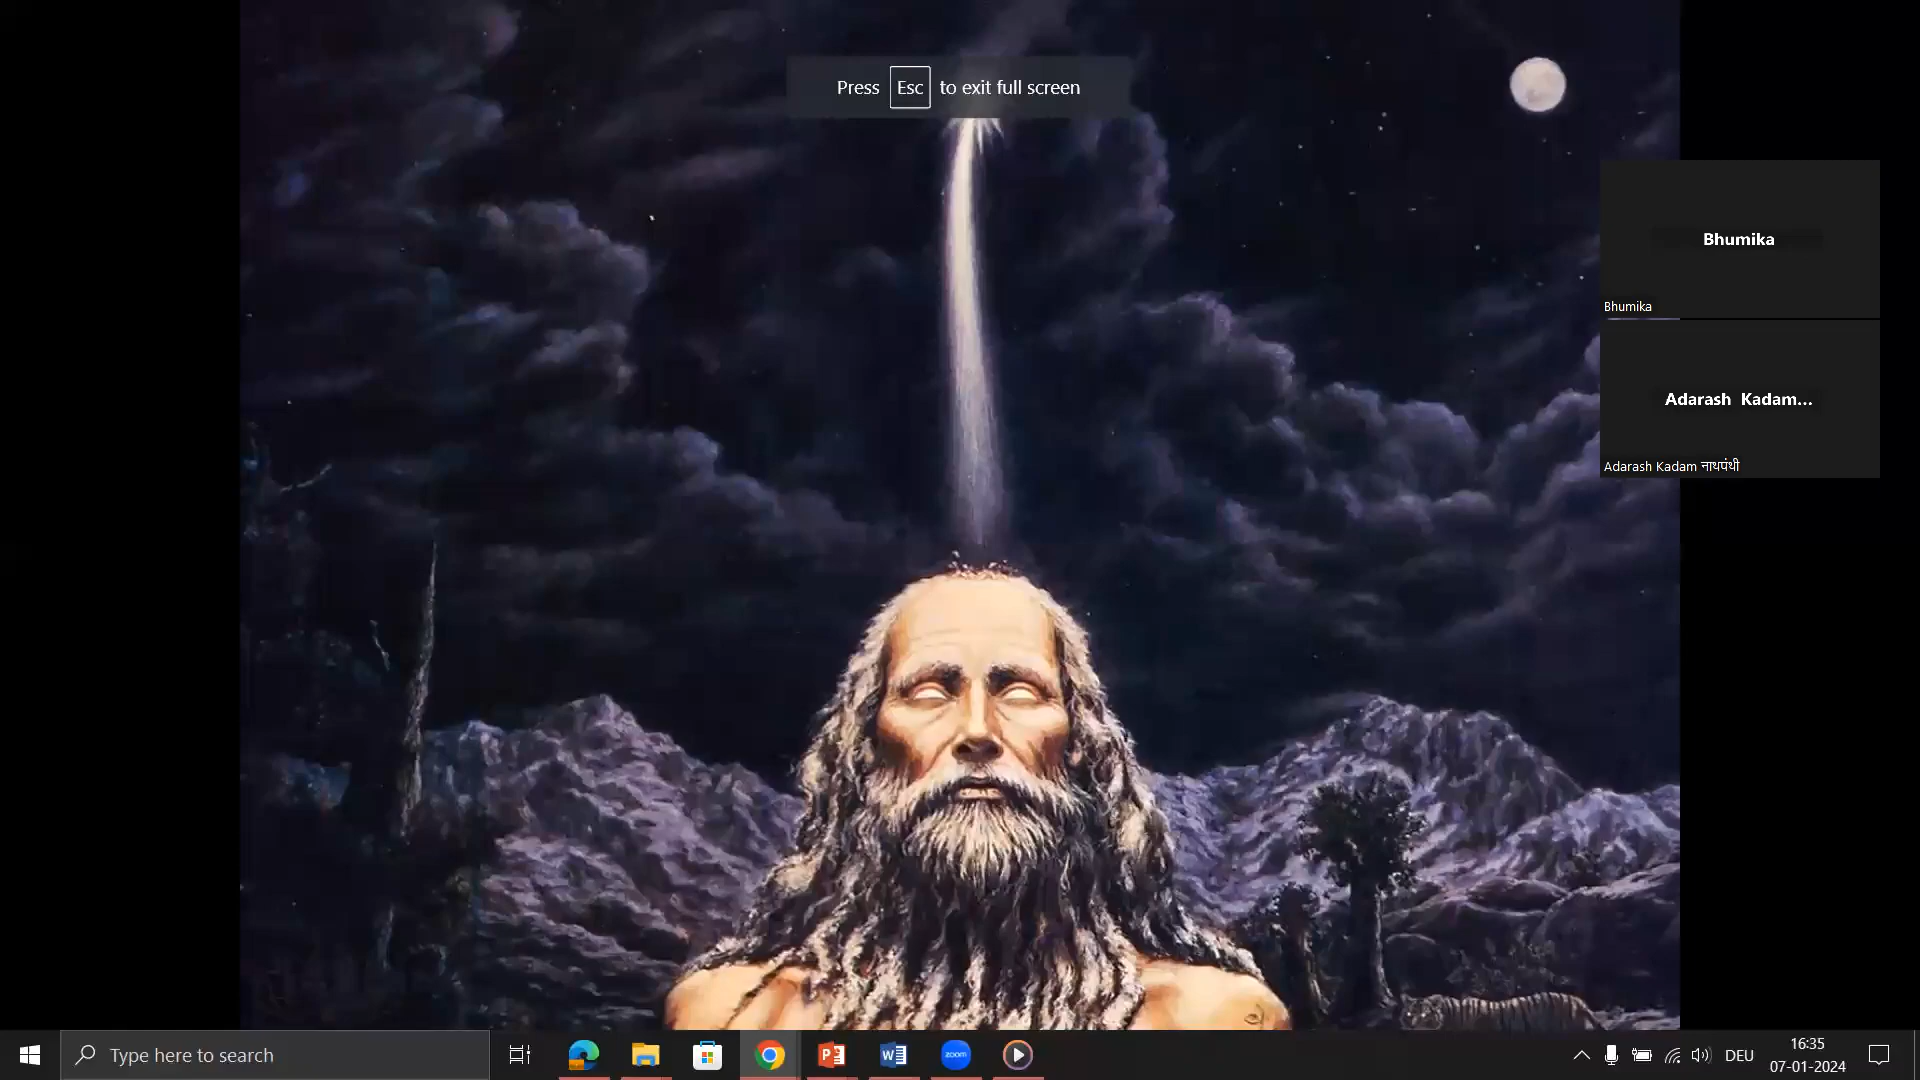 Press Esc to exit full screen
Bhumika
Bhumika
Adarash Kadam...
Adarash Kadam नाथपंथी
Type here to search
zoom
DEU
16:35
07-01-2024